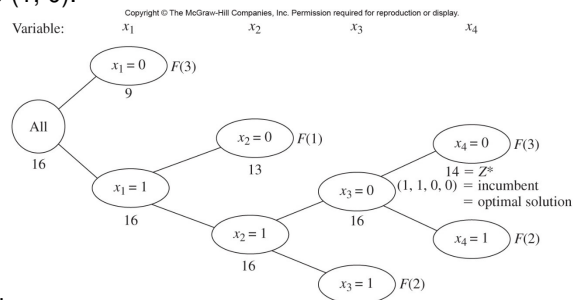 (1, 0).
Copyright © The McGraw-Hill Companies, Inc. Permission required for reproduction or display.
Variable: x₁ x₂ x₃ x₄
x₁ = 0 F(3)
9
All
16
x₂ = 0 F(1)
13
x₄ = 0 F(3)
14 = Z*
(1, 1, 0, 0) = incumbent
= optimal solution
x₁ = 1
16
x₃ = 0
16
x₂ = 1
16
x₄ = 1 F(2)
x₃ = 1 F(2)